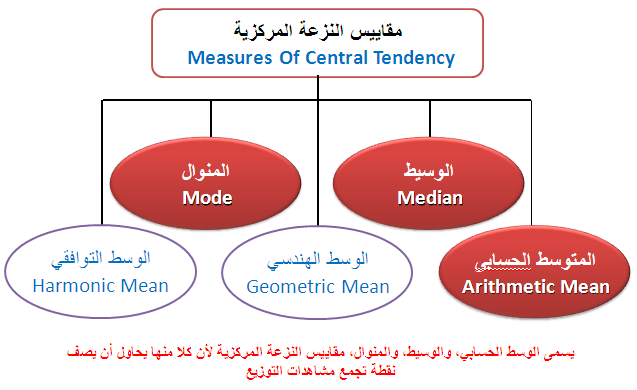 مقاييس النزعة المركزية
Measures Of Central Tendency
الوسيط
Median
المنوال
Mode
المتوسط الحسابي
Arithmetic Mean
الوسط الهندسي
Geometric Mean
الوسط التوافقي
Harmonic Mean
يسمى الوسط الحسابي، والوسيط، والمنوال، مقاييس النزعة المركزية لأن كلا منها يحاول أن يصف
نقطة تجمع مشاهدات التوزيع